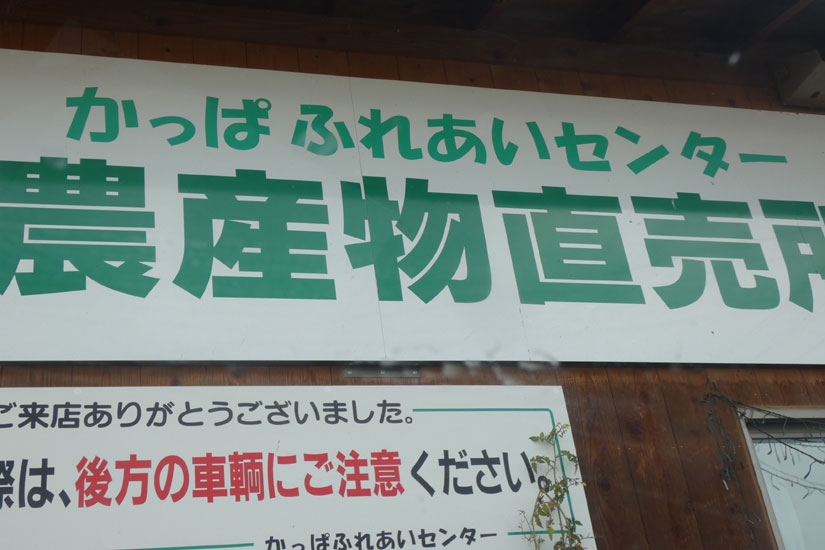 かっぱ ふれあいセンター
農産物直売所
ご来店ありがとうございました。
際は、後方の車輌にご注意ください。
かっぱふれあいセンター